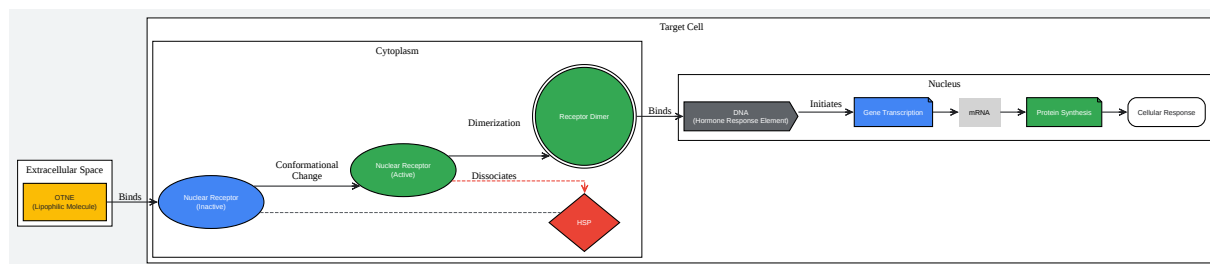 Target Cell
Cytoplasm
Nucleus
Extracellular Space
OTNE
(Lipophilic Molecule)
Binds
Nuclear Receptor
(Inactive)
Conformational
Change
Nuclear Receptor
(Active)
Dimerization
Dissociates
Receptor Dimer
HSP
Binds
DNA
(Hormone Response Element)
Initiates
Gene Transcription
mRNA
Protein Synthesis
Cellular Response